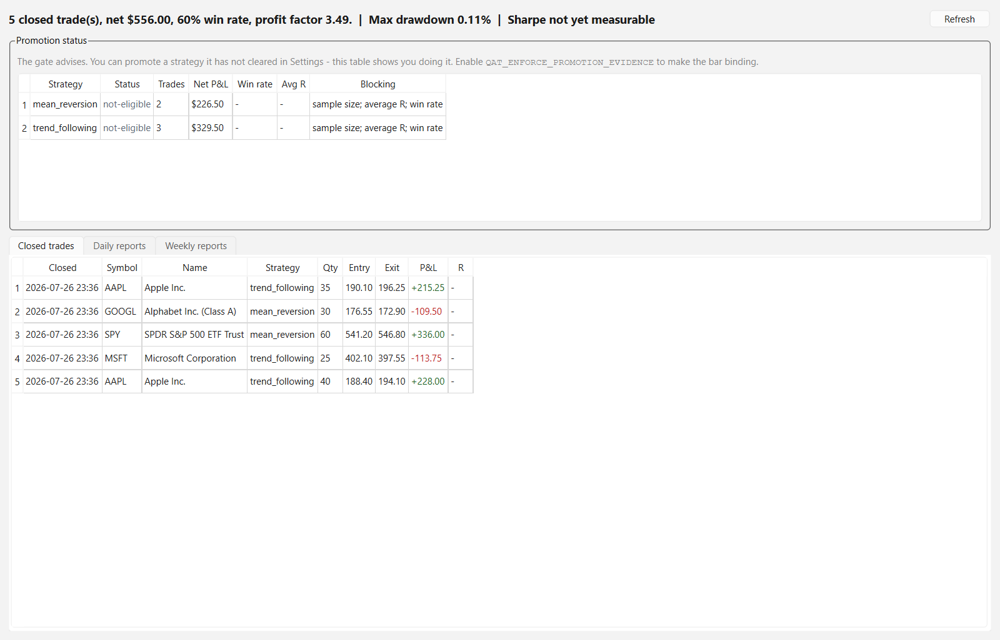 5 closed trade(s), net $556.00, 60% win rate, profit factor 3.49. | Max drawdown 0.11% | Sharpe not yet measurable
Refresh
Promotion status
The gate advises. You can promote a strategy it has not cleared in Settings - this table shows you doing it. Enable QAT_ENFORCE_PROMOTION_EVIDENCE to make the bar binding.
Strategy Status Trades Net P&L Win rate Avg R Blocking
1 mean_reversion not-eligible 2 $226.50 - - sample size; average R; win rate
2 trend_following not-eligible 3 $329.50 - - sample size; average R; win rate
Closed trades Daily reports Weekly reports
Closed Symbol Name Strategy Qty Entry Exit P&L R
1 2026-07-26 23:36 AAPL Apple Inc. trend_following 35 190.10 196.25 +215.25 -
2 2026-07-26 23:36 GOOGL Alphabet Inc. (Class A) mean_reversion 30 176.55 172.90 -109.50 -
3 2026-07-26 23:36 SPY SPDR S&P 500 ETF Trust mean_reversion 60 541.20 546.80 +336.00 -
4 2026-07-26 23:36 MSFT Microsoft Corporation trend_following 25 402.10 397.55 -113.75 -
5 2026-07-26 23:36 AAPL Apple Inc. trend_following 40 188.40 194.10 +228.00 -